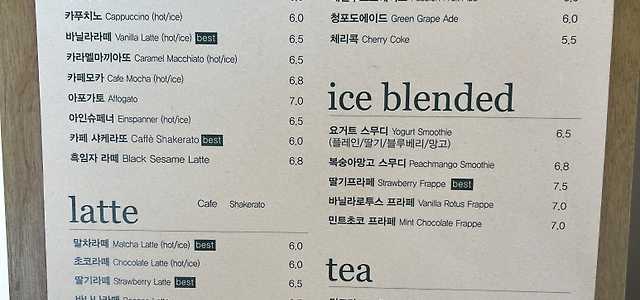 카푸치노 Cappuccino (hot/ice) 6,0
바닐라라떼 Vanilla Latte (hot/ice) best 6,5
카라멜마끼아또 Caramel Macchiato (hot/ice) 6,5
카페모카 Cafe Mocha (hot/ice) 6,8
아포가토 Affogato 7,0
아인슈페너 Einspanner (hot/ice) 6,5
카페 샤케라또 Caffè Shakerato best 6,0
흑임자 라떼 Black Sesame Latte 6,8
latte
Cafe Shakerato
말차라떼 Matcha Latte (hot/ice) best 6,0
초코라떼 Chocolate Latte (hot/ice) 6,0
딸기라떼 Strawberry Latte best 6,5
청포도에이드 Green Grape Ade 6,0
체리콕 Cherry Coke 5,5
ice blended
요거트 스무디 Yogurt Smoothie 6,5
(플레인/딸기/블루베리/망고)
복숭아망고 스무디 Peachmango Smoothie 6,8
딸기프라페 Strawberry Frappe best 7,5
바닐라로투스 프라페 Vanilla Rotus Frappe 7,0
민트초코 프라페 Mint Chocolate Frappe 7,0
tea